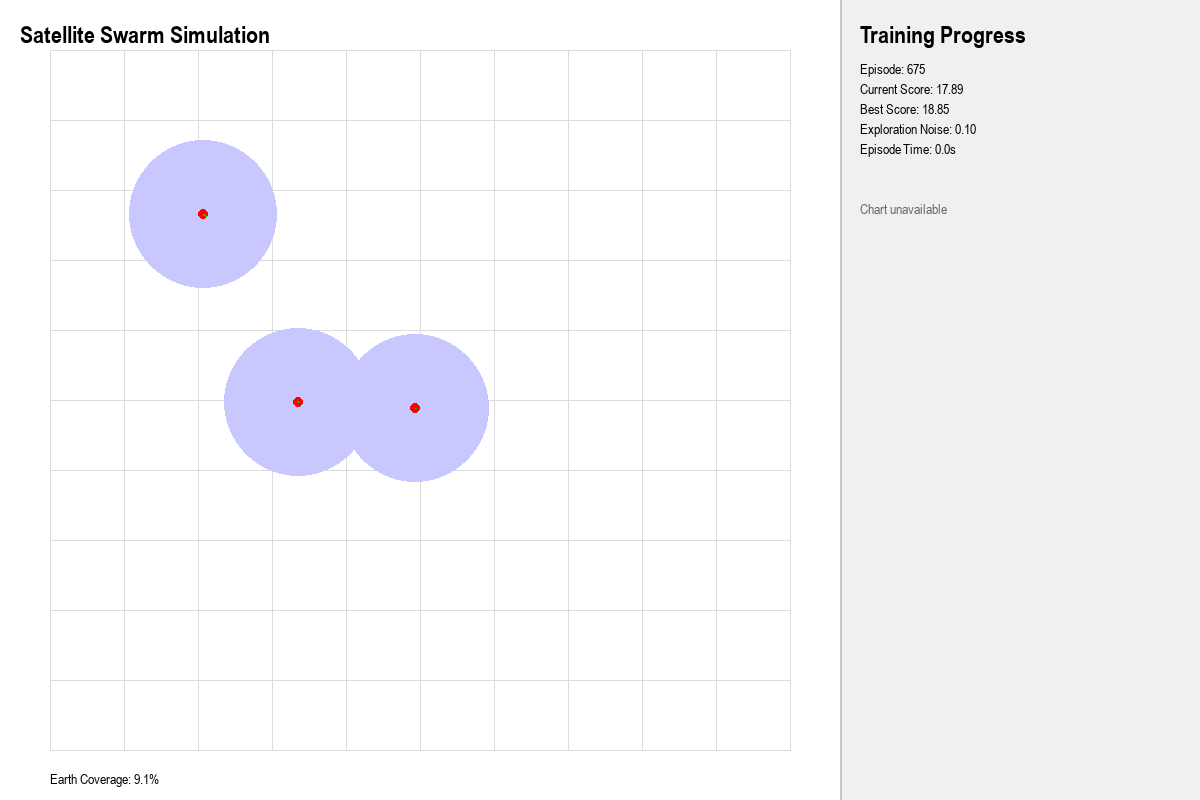 Satellite Swarm Simulation
Earth Coverage: 9.1%
Training Progress
Episode: 675
Current Score: 17.89
Best Score: 18.85
Exploration Noise: 0.10
Episode Time: 0.0s
Chart unavailable